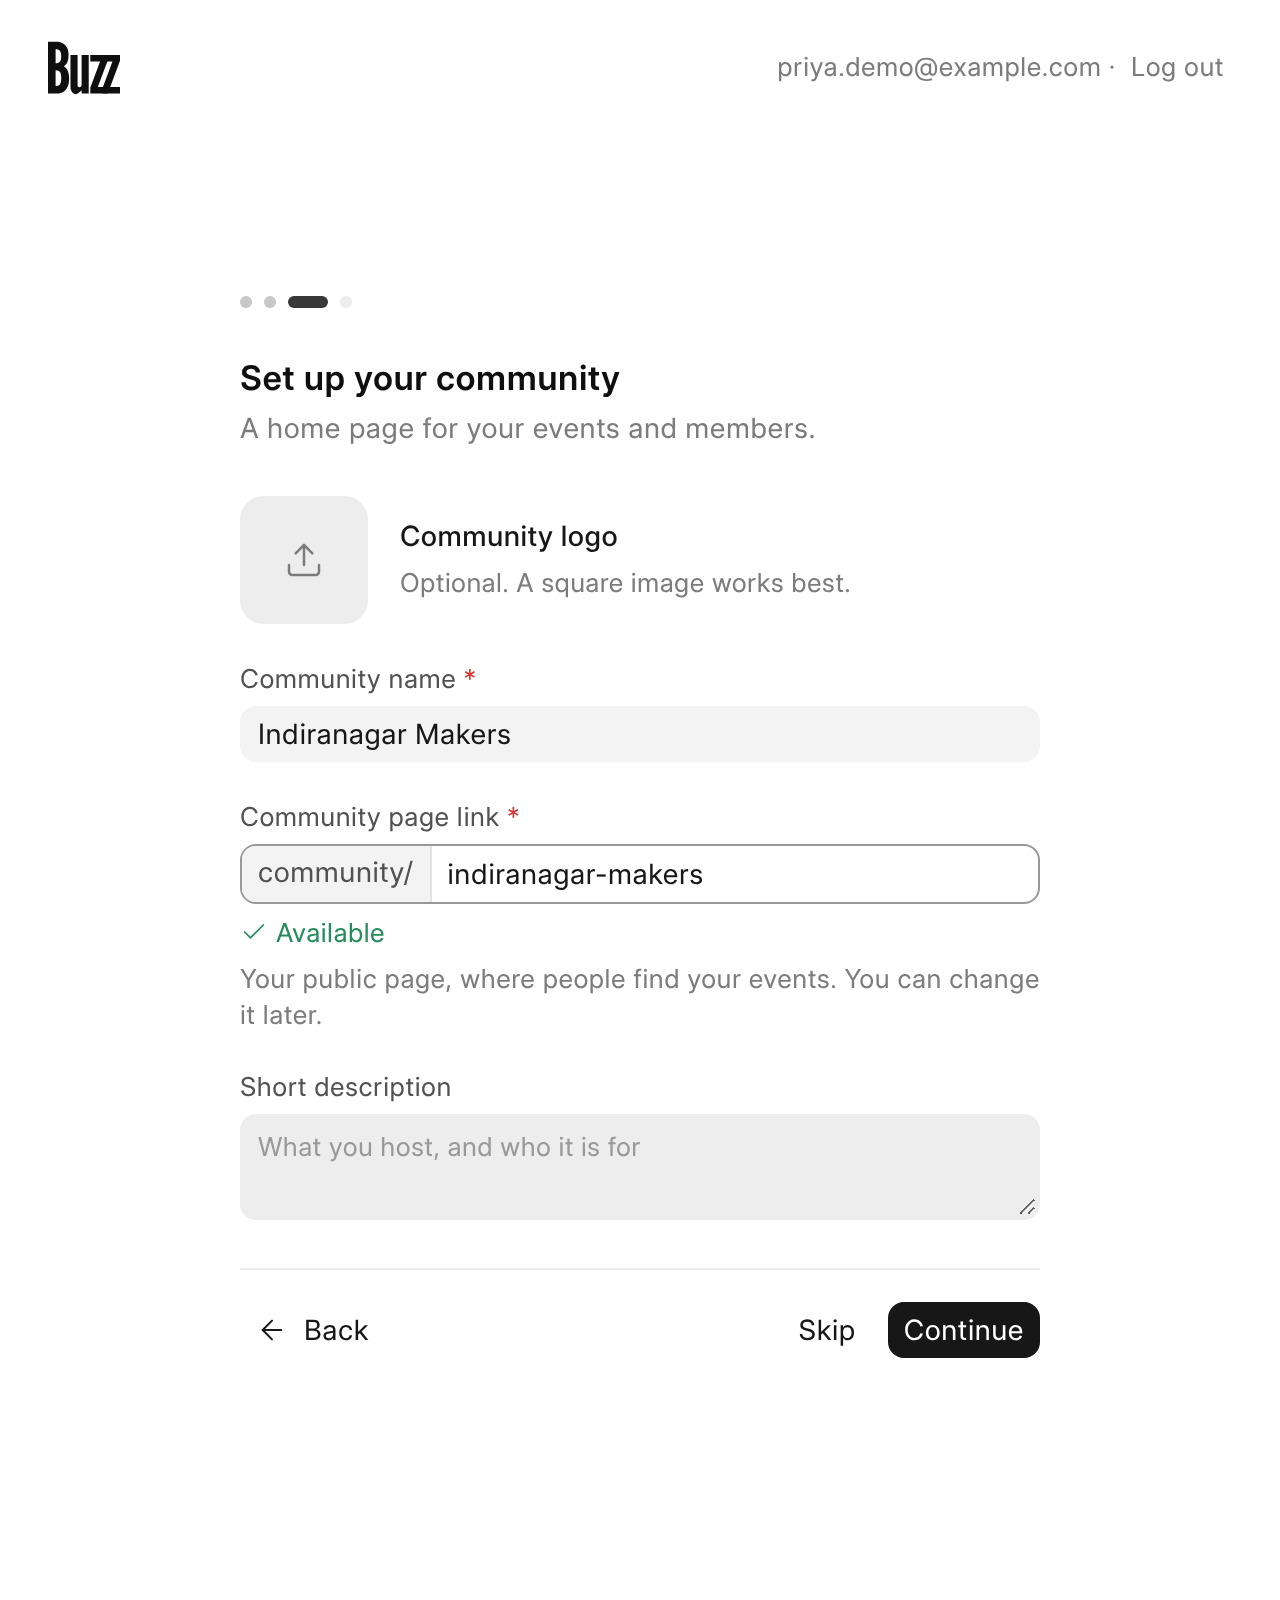 Buzz
priya.demo@example.com · Log out
Set up your community
A home page for your events and members.
Community logo
Optional. A square image works best.
Community name *
Indiranagar Makers
Community page link *
community/ indiranagar-makers
Available
Your public page, where people find your events. You can change
it later.
Short description
What you host, and who it is for
Back Skip Continue